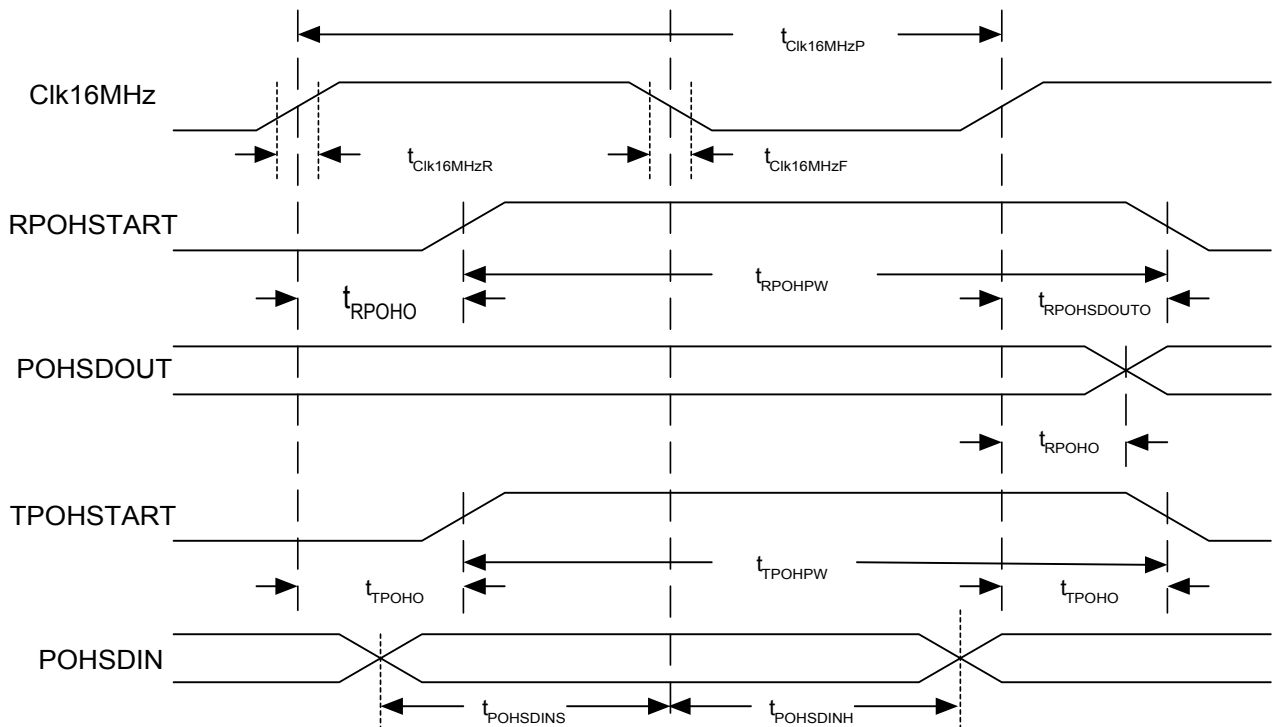 tClk16MHzP
Clk16MHz
tClk16MHzR
tClk16MHzF
RPOHSTART
tRPOHPW
tRPOHO
tRPOHSDOUTO
POHSDOUT
tRPOHO
TPOHSTART
tTPOHPW
tTPOHO
tTPOHO
POHSDIN
tPOHSDINS
tPOHSDINH